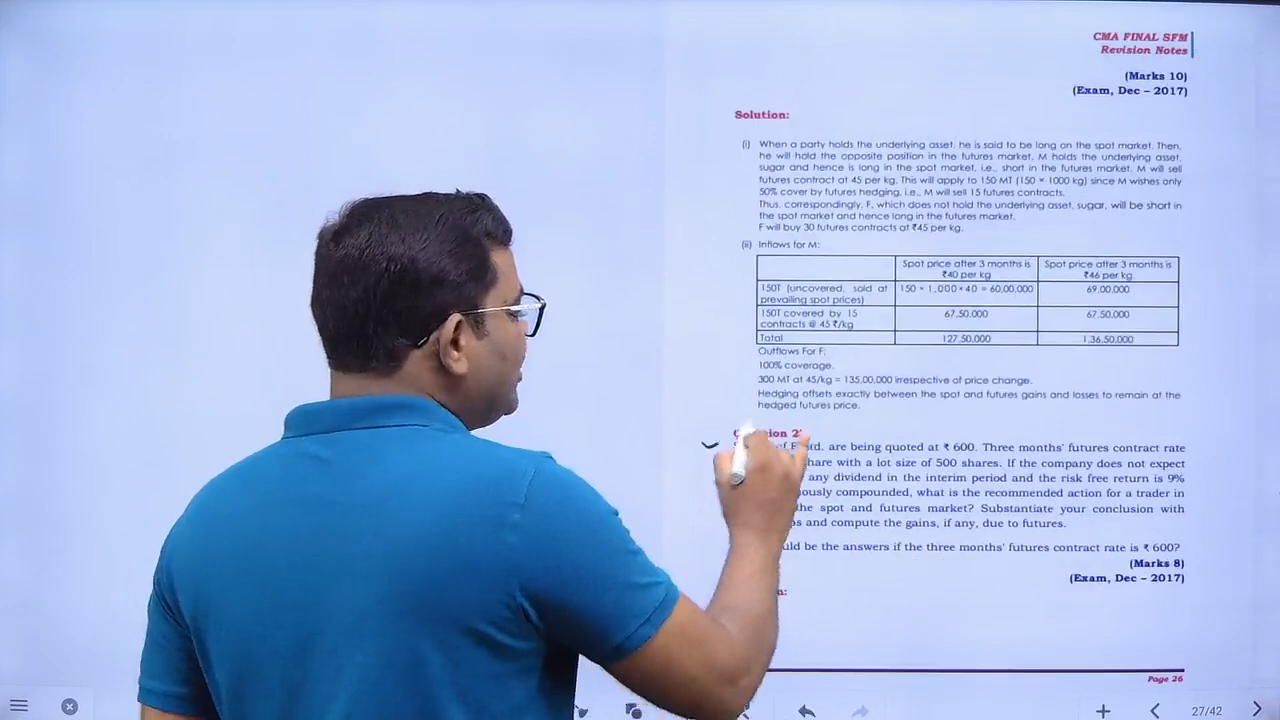 CMA FINAL SFM
Revision Notes
(Marks 10)
(Exam, Dec – 2017)
Solution:
(i) When a party holds the underlying asset, he is said to be long on the spot market. Then,
he will hold the opposite position in the futures market. M holds the underlying asset,
sugar and hence is long in the spot market, i.e., short in the futures market. M will sell
futures contract at 45 per kg. This will apply to 150 MT (150 × 1000 kg) since M wishes only
50% cover by futures hedging, i.e., M will sell 15 futures contracts.
Thus, correspondingly, F, which does not hold the underlying asset, sugar, will be short in
the spot market and hence long in the futures market.
F will buy 30 futures contracts at ₹45 per kg.
(ii) Inflows for M:
Spot price after 3 months is ₹40 per kg
Spot price after 3 months is ₹46 per kg
150T (uncovered, sold at prevailing spot prices) 150 × 1,000×40 = 60,00,000 69,00,000
150T covered by 15 contracts @ 45 ₹/kg 67,50,000 67,50,000
Total 127,50,000 1,36,50,000
Outflows For F:
100% coverage.
300 MT at 45/kg = 135,00,000 irrespective of price change.
Hedging offsets exactly between the spot and futures gains and losses to remain at the
hedged futures price.
td. are being quoted at ₹ 600. Three months' futures contract rate
hare with a lot size of 500 shares. If the company does not expect
any dividend in the interim period and the risk free return is 9%
ously compounded, what is the recommended action for a trader in
he spot and futures market? Substantiate your conclusion with
s and compute the gains, if any, due to futures.
uld be the answers if the three months' futures contract rate is ₹ 600?
(Marks 8)
(Exam, Dec – 2017)
Page 26
27/42